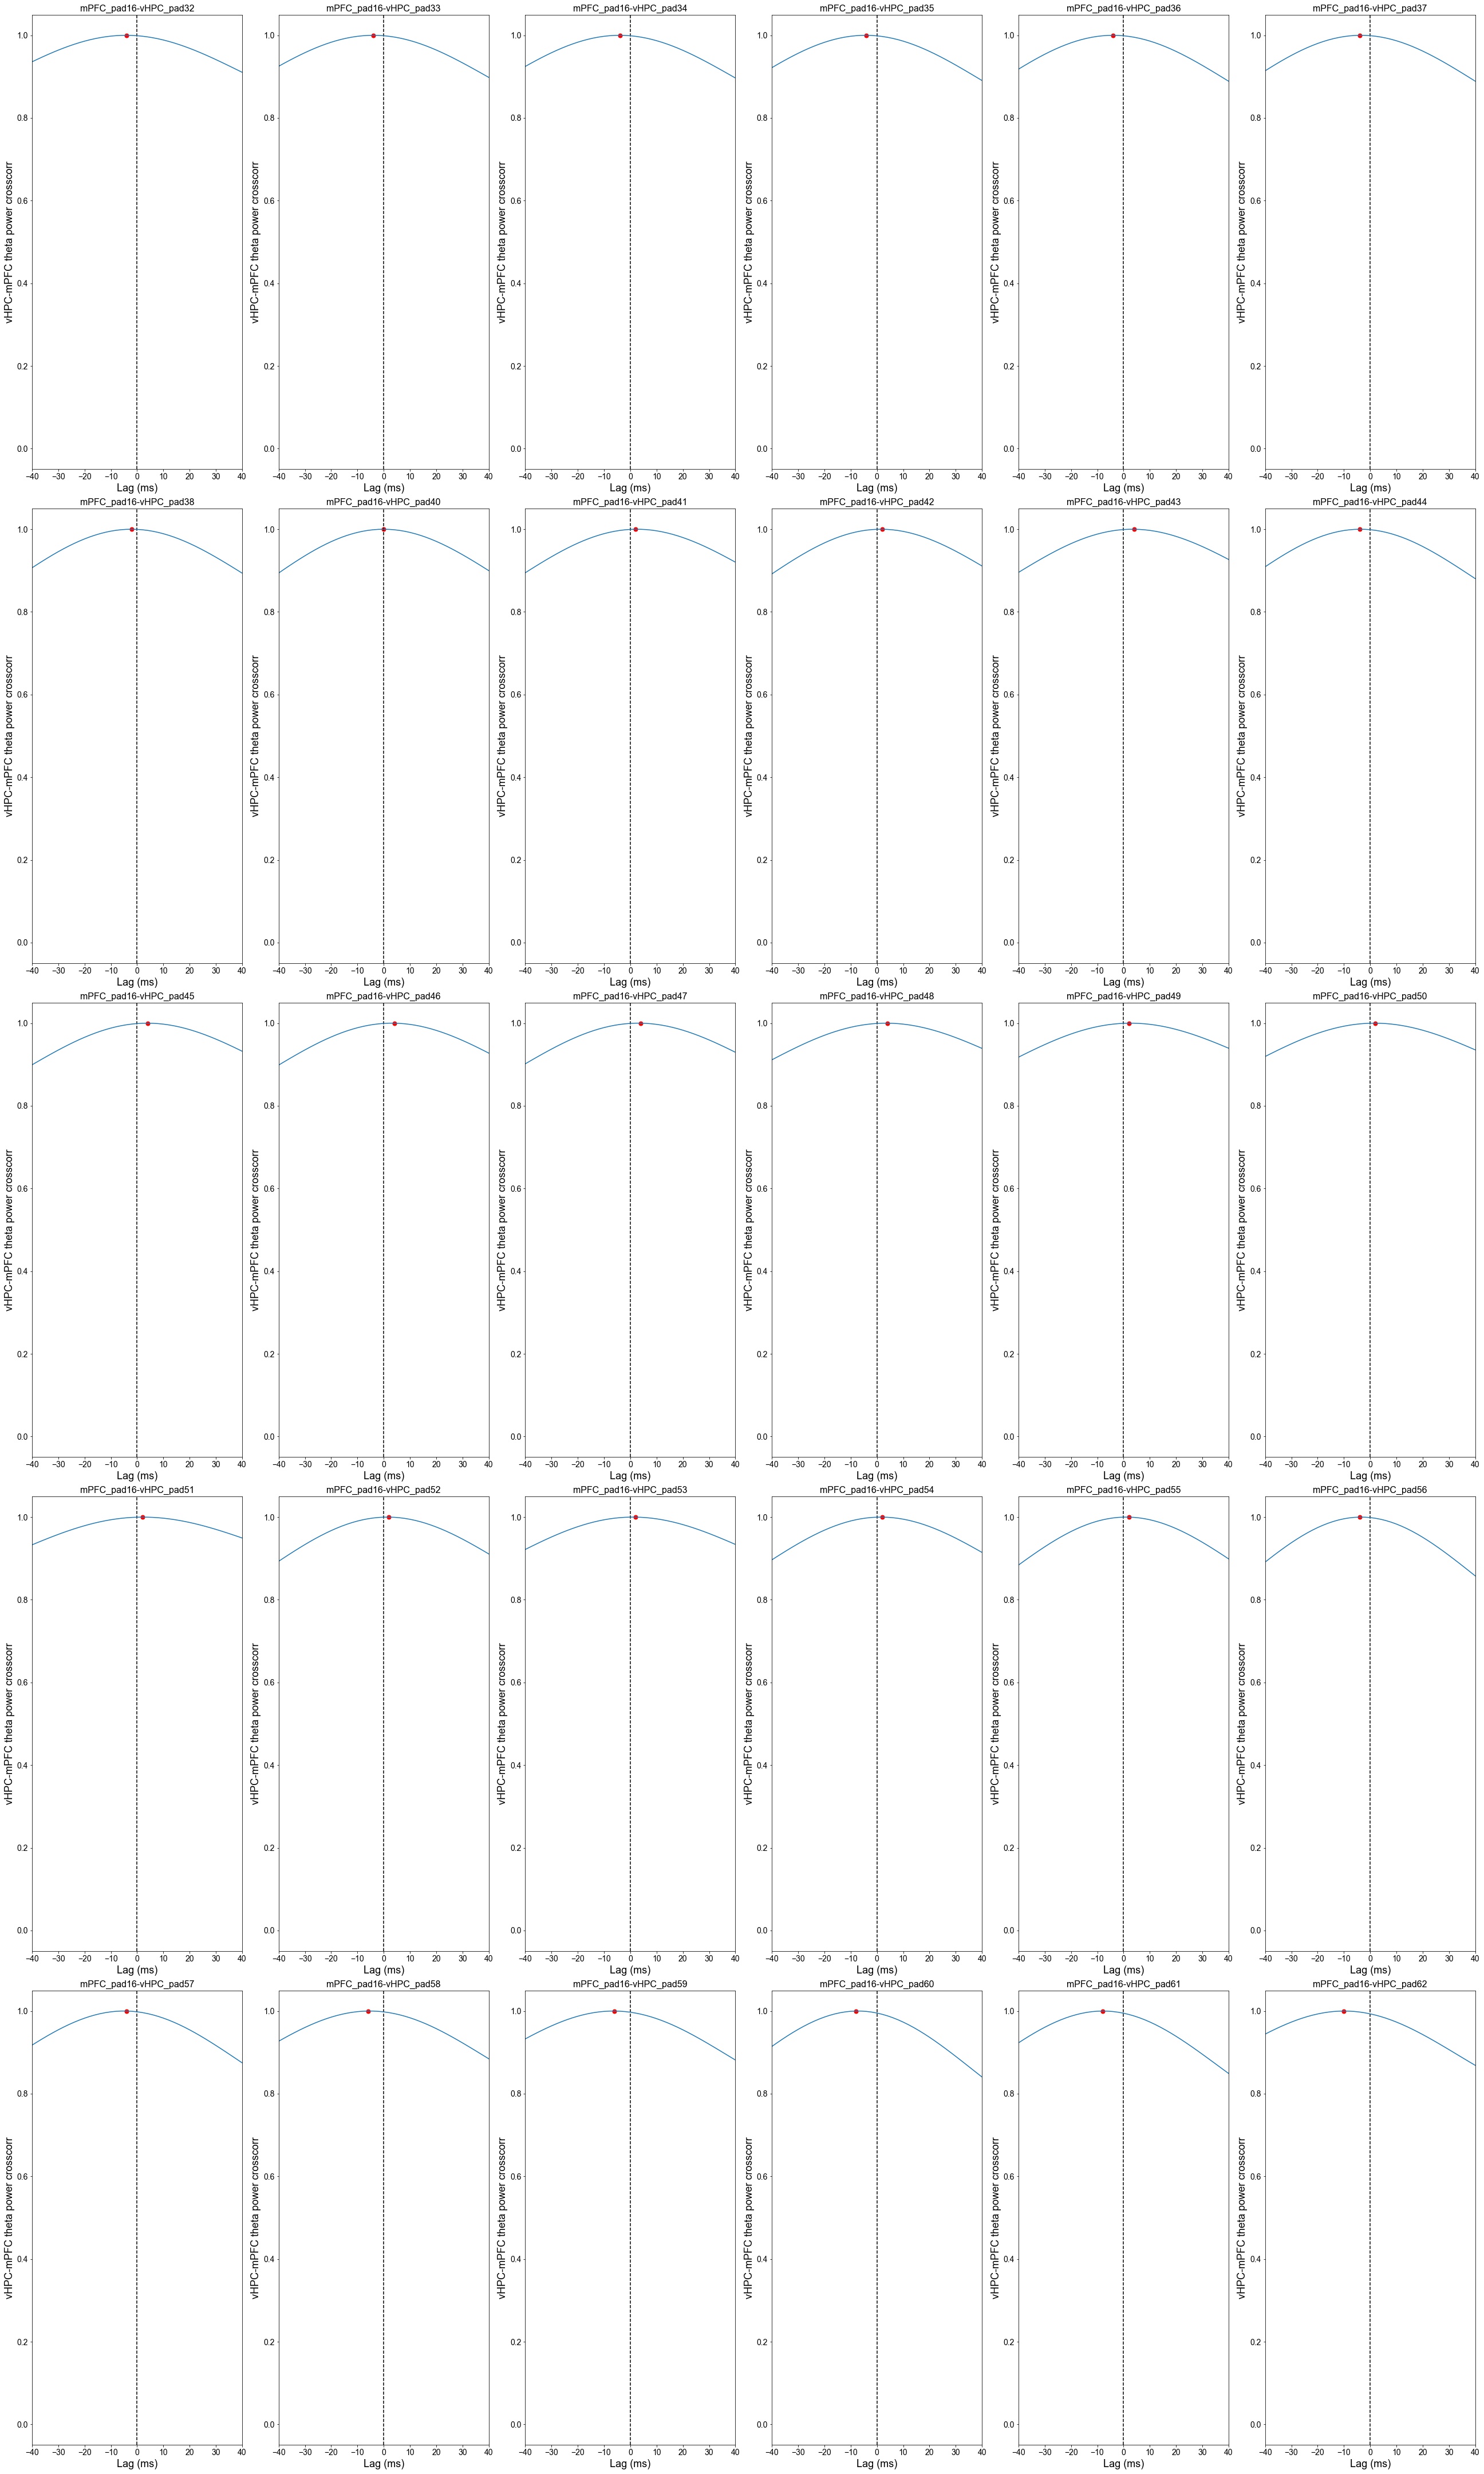 mPFC_pad16-vHPC_pad32 mPFC_pad16-vHPC_pad33 mPFC_pad16-vHPC_pad34 mPFC_pad16-vHPC_pad35 mPFC_pad16-vHPC_pad36 mPFC_pad16-vHPC_pad37
1.0 1.0 1.0 1.0 1.0 1.0
0.8 0.8 0.8 0.8 0.8 0.8
0.6 0.6 0.6 0.6 0.6 0.6
vHPC-mPFC theta power crosscorr vHPC-mPFC theta power crosscorr vHPC-mPFC theta power crosscorr vHPC-mPFC theta power crosscorr vHPC-mPFC theta power crosscorr vHPC-mPFC theta power crosscorr
0.4 0.4 0.4 0.4 0.4 0.4
0.2 0.2 0.2 0.2 0.2 0.2
0.0 0.0 0.0 0.0 0.0 0.0
−40 −30 −20 −10 0 10 20 30 40 −40 −30 −20 −10 0 10 20 30 40 −40 −30 −20 −10 0 10 20 30 40 −40 −30 −20 −10 0 10 20 30 40 −40 −30 −20 −10 0 10 20 30 40 −40 −30 −20 −10 0 10 20 30 40
Lag (ms) Lag (ms) Lag (ms) Lag (ms) Lag (ms) Lag (ms)
mPFC_pad16-vHPC_pad38 mPFC_pad16-vHPC_pad40 mPFC_pad16-vHPC_pad41 mPFC_pad16-vHPC_pad42 mPFC_pad16-vHPC_pad43 mPFC_pad16-vHPC_pad44
1.0 1.0 1.0 1.0 1.0 1.0
0.8 0.8 0.8 0.8 0.8 0.8
0.6 0.6 0.6 0.6 0.6 0.6
vHPC-mPFC theta power crosscorr vHPC-mPFC theta power crosscorr vHPC-mPFC theta power crosscorr vHPC-mPFC theta power crosscorr vHPC-mPFC theta power crosscorr vHPC-mPFC theta power crosscorr
0.4 0.4 0.4 0.4 0.4 0.4
0.2 0.2 0.2 0.2 0.2 0.2
0.0 0.0 0.0 0.0 0.0 0.0
−40 −30 −20 −10 0 10 20 30 40 −40 −30 −20 −10 0 10 20 30 40 −40 −30 −20 −10 0 10 20 30 40 −40 −30 −20 −10 0 10 20 30 40 −40 −30 −20 −10 0 10 20 30 40 −40 −30 −20 −10 0 10 20 30 40
Lag (ms) Lag (ms) Lag (ms) Lag (ms) Lag (ms) Lag (ms)
mPFC_pad16-vHPC_pad45 mPFC_pad16-vHPC_pad46 mPFC_pad16-vHPC_pad47 mPFC_pad16-vHPC_pad48 mPFC_pad16-vHPC_pad49 mPFC_pad16-vHPC_pad50
1.0 1.0 1.0 1.0 1.0 1.0
0.8 0.8 0.8 0.8 0.8 0.8
0.6 0.6 0.6 0.6 0.6 0.6
vHPC-mPFC theta power crosscorr vHPC-mPFC theta power crosscorr vHPC-mPFC theta power crosscorr vHPC-mPFC theta power crosscorr vHPC-mPFC theta power crosscorr vHPC-mPFC theta power crosscorr
0.4 0.4 0.4 0.4 0.4 0.4
0.2 0.2 0.2 0.2 0.2 0.2
0.0 0.0 0.0 0.0 0.0 0.0
−40 −30 −20 −10 0 10 20 30 40 −40 −30 −20 −10 0 10 20 30 40 −40 −30 −20 −10 0 10 20 30 40 −40 −30 −20 −10 0 10 20 30 40 −40 −30 −20 −10 0 10 20 30 40 −40 −30 −20 −10 0 10 20 30 40
Lag (ms) Lag (ms) Lag (ms) Lag (ms) Lag (ms) Lag (ms)
mPFC_pad16-vHPC_pad51 mPFC_pad16-vHPC_pad52 mPFC_pad16-vHPC_pad53 mPFC_pad16-vHPC_pad54 mPFC_pad16-vHPC_pad55 mPFC_pad16-vHPC_pad56
1.0 1.0 1.0 1.0 1.0 1.0
0.8 0.8 0.8 0.8 0.8 0.8
0.6 0.6 0.6 0.6 0.6 0.6
vHPC-mPFC theta power crosscorr vHPC-mPFC theta power crosscorr vHPC-mPFC theta power crosscorr vHPC-mPFC theta power crosscorr vHPC-mPFC theta power crosscorr vHPC-mPFC theta power crosscorr
0.4 0.4 0.4 0.4 0.4 0.4
0.2 0.2 0.2 0.2 0.2 0.2
0.0 0.0 0.0 0.0 0.0 0.0
−40 −30 −20 −10 0 10 20 30 40 −40 −30 −20 −10 0 10 20 30 40 −40 −30 −20 −10 0 10 20 30 40 −40 −30 −20 −10 0 10 20 30 40 −40 −30 −20 −10 0 10 20 30 40 −40 −30 −20 −10 0 10 20 30 40
Lag (ms) Lag (ms) Lag (ms) Lag (ms) Lag (ms) Lag (ms)
mPFC_pad16-vHPC_pad57 mPFC_pad16-vHPC_pad58 mPFC_pad16-vHPC_pad59 mPFC_pad16-vHPC_pad60 mPFC_pad16-vHPC_pad61 mPFC_pad16-vHPC_pad62
1.0 1.0 1.0 1.0 1.0 1.0
0.8 0.8 0.8 0.8 0.8 0.8
0.6 0.6 0.6 0.6 0.6 0.6
vHPC-mPFC theta power crosscorr vHPC-mPFC theta power crosscorr vHPC-mPFC theta power crosscorr vHPC-mPFC theta power crosscorr vHPC-mPFC theta power crosscorr vHPC-mPFC theta power crosscorr
0.4 0.4 0.4 0.4 0.4 0.4
0.2 0.2 0.2 0.2 0.2 0.2
0.0 0.0 0.0 0.0 0.0 0.0
−40 −30 −20 −10 0 10 20 30 40 −40 −30 −20 −10 0 10 20 30 40 −40 −30 −20 −10 0 10 20 30 40 −40 −30 −20 −10 0 10 20 30 40 −40 −30 −20 −10 0 10 20 30 40 −40 −30 −20 −10 0 10 20 30 40
Lag (ms) Lag (ms) Lag (ms) Lag (ms) Lag (ms) Lag (ms)